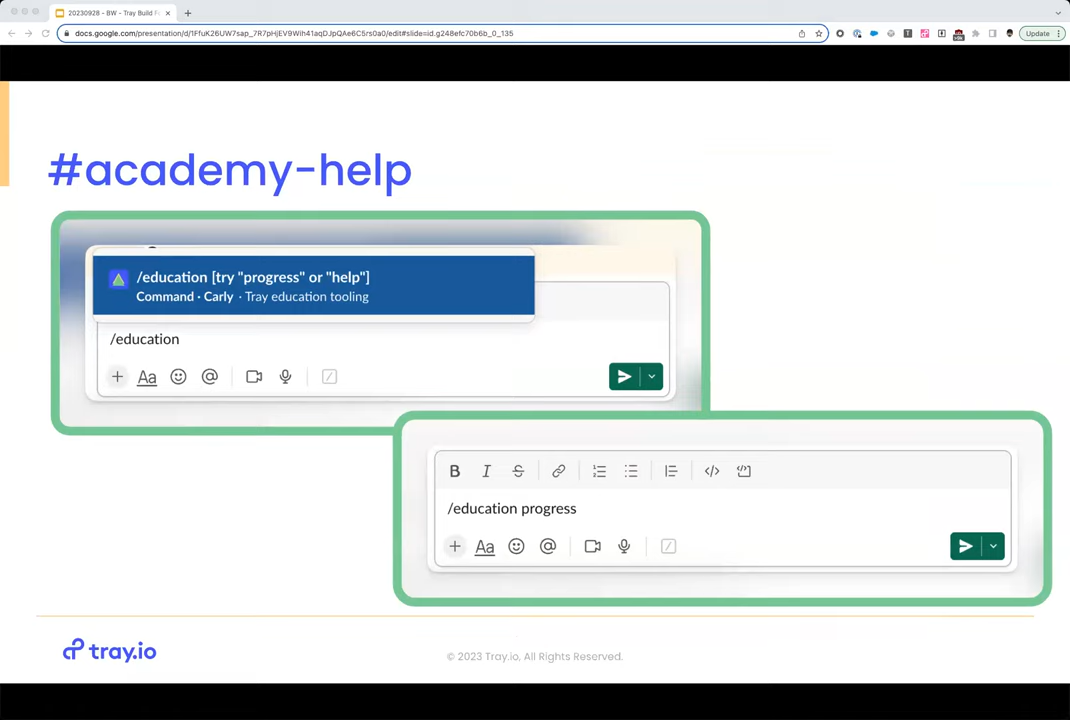 20230928 - BW - Tray Build F
docs.google.com/presentation/d/1FfuK26UW7sap_7R7pHjEV9Wih41aqDJpQAe6C5rs0a0/edit#slide=id.g248efc70b6b_0_135
Update
#academy-help
/education [try "progress" or "help"]
Command · Carly · Tray education tooling
/education
Aa
B I S
/education progress
Aa
tray.io
© 2023 Tray.io, All Rights Reserved.